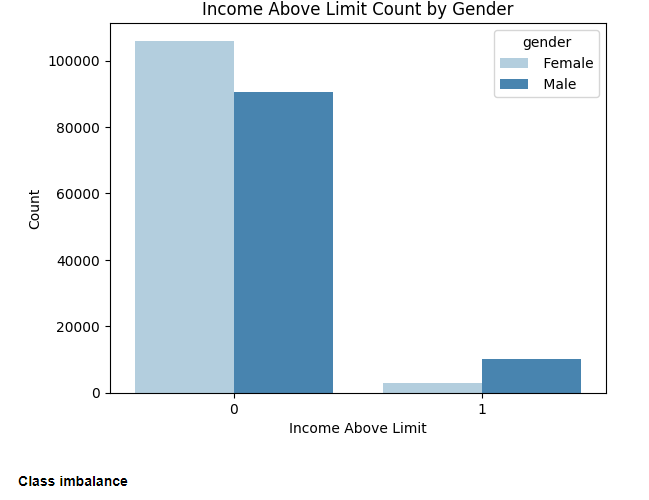 Income Above Limit Count by Gender
gender
Female
Male
100000
80000
60000
40000
20000
0
Count
0 1
Income Above Limit
Class imbalance